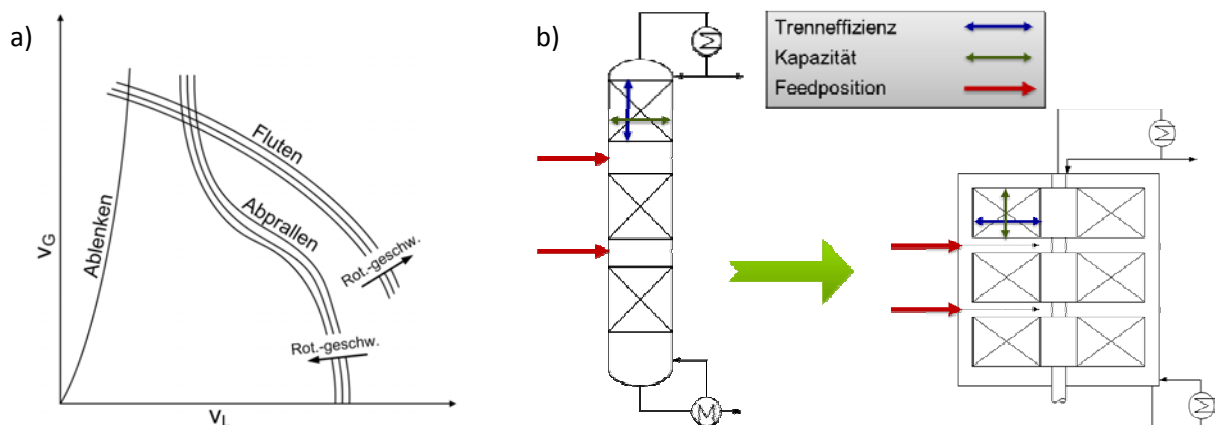 a)
V_G
Ablenken
Fluten
Abprallen
Rot.-geschw.
Rot.-geschw.
V_L
b)
Trenneffizienz
Kapazität
Feedposition